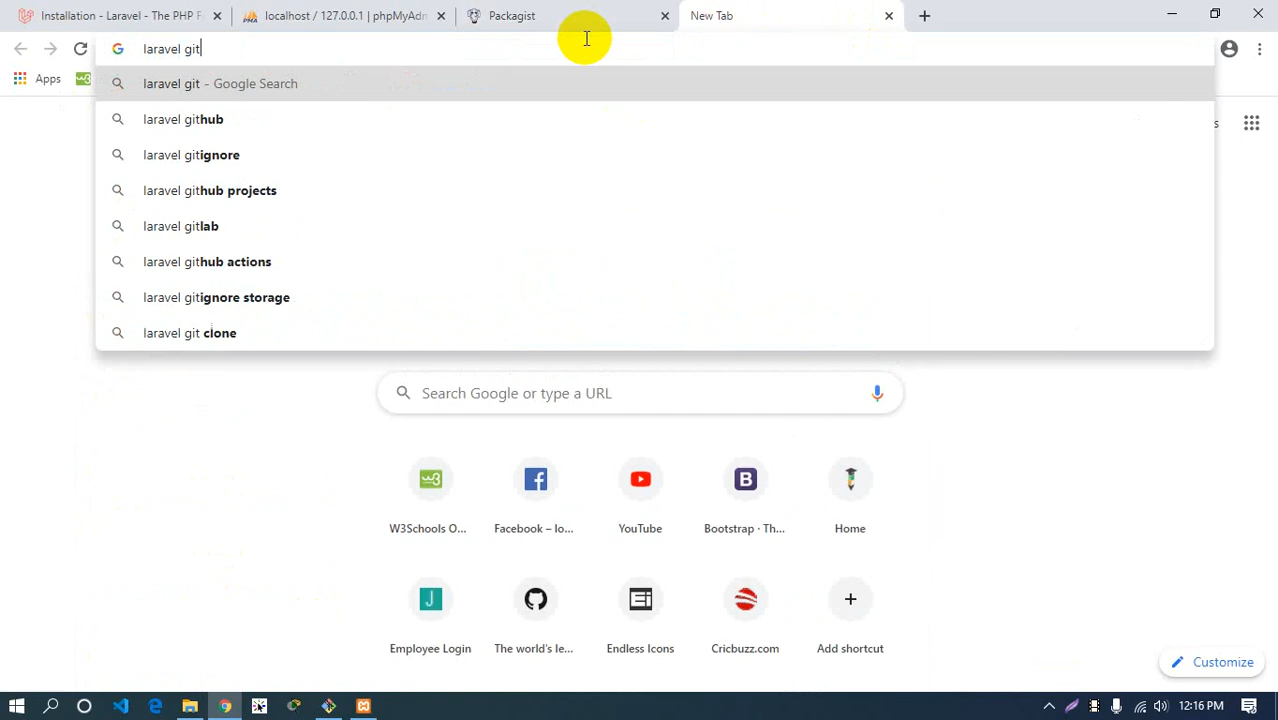 Installation - Laravel - The PHP F
localhost / 127.0.0.1 | phpMyAdm
Packagist
New Tab
laravel git
Apps
s
laravel git - Google Search
laravel github
laravel gitignore
laravel github projects
laravel gitlab
laravel github actions
laravel gitignore storage
laravel git clone
Search Google or type a URL
W3Schools O...
Facebook – lo...
YouTube
Bootstrap · Th...
Home
Employee Login
The world's le...
Endless Icons
Cricbuzz.com
Add shortcut
Customize
12:16 PM